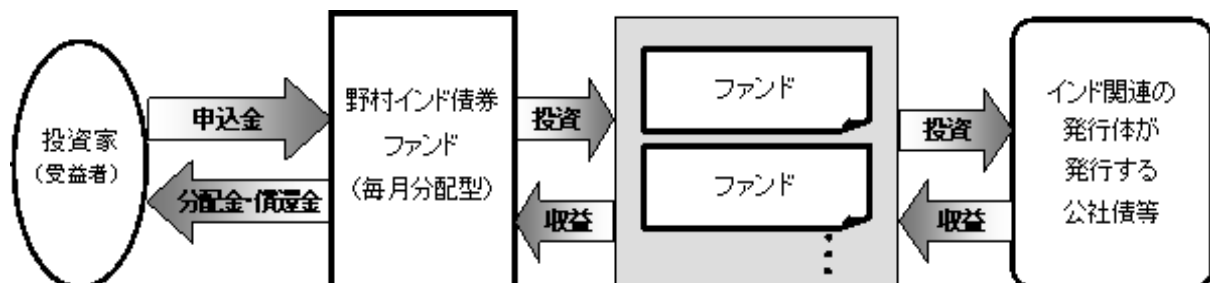 投資家
（受益者）
申込金
分配金・償還金
野村インド債券
ファンド
（毎月分配型）
投資
収益
ファンド
ファンド
投資
収益
インド関連の
発行体が
発行する
公社債等